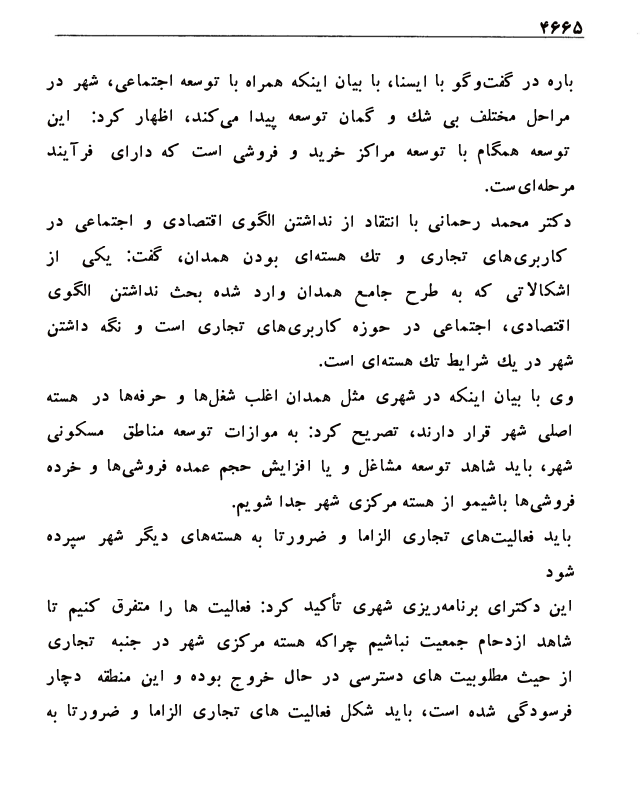 ۴۶۶۵
باره در گفت‌وگو با ایسنا، با بیان اینکه همراه با توسعه اجتماعی، شهر در
مراحل مختلف بی شك و گمان توسعه پیدا می‌کند، اظهار کرد: این
توسعه همگام با توسعه مراکز خرید و فروشی است که دارای فرآیند
مرحله‌ای‌ست.
دکتر محمد رحمانی با انتقاد از نداشتن الگوی اقتصادی و اجتماعی در
کاربری‌های تجاری و تك هسته‌ای بودن همدان، گفت: یکی از
اشکالاتی که به طرح جامع همدان وارد شده بحث نداشتن الگوی
اقتصادی، اجتماعی در حوزه کاربری‌های تجاری است و نگه داشتن
شهر در یك شرایط تك هسته‌ای است.
وی با بیان اینکه در شهری مثل همدان اغلب شغل‌ها و حرفه‌ها در هسته
اصلی شهر قرار دارند، تصریح کرد: به موازات توسعه مناطق مسکونی
شهر، باید شاهد توسعه مشاغل و یا افزایش حجم عمده فروشی‌ها و خرده
فروشی‌ها باشیمو از هسته مرکزی شهر جدا شویم.
باید فعالیت‌های تجاری الزاما و ضرورتا به هسته‌های دیگر شهر سپرده
شود
این دکترای برنامه‌ریزی شهری تأکید کرد: فعالیت ها را متفرق کنیم تا
شاهد ازدحام جمعیت نباشیم چراکه هسته مرکزی شهر در جنبه تجاری
از حیث مطلوبیت های دسترسی در حال خروج بوده و این منطقه دچار
فرسودگی شده است، باید شکل فعالیت های تجاری الزاما و ضرورتا به